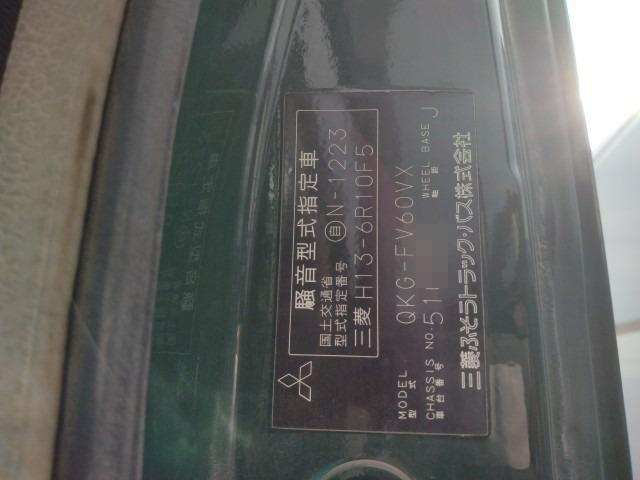 騒音型式指定車
国土交通省
型式指定番号 自N-1223
三菱 H13-6R10F5
MODEL
型式 QKG-FV60VX
CHASSIS NO. 511
車台番号
WHEEL BASE J
軸距
三菱ふそうトラック・バス株式会社